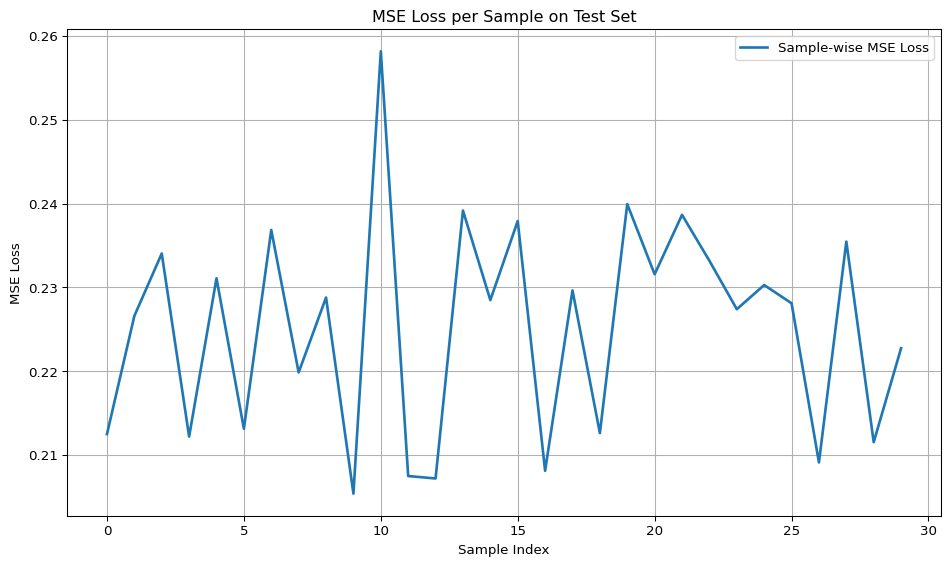 MSE Loss per Sample on Test Set
Sample-wise MSE Loss
MSE Loss
0.26
0.25
0.24
0.23
0.22
0.21
0 5 10 15 20 25 30
Sample Index